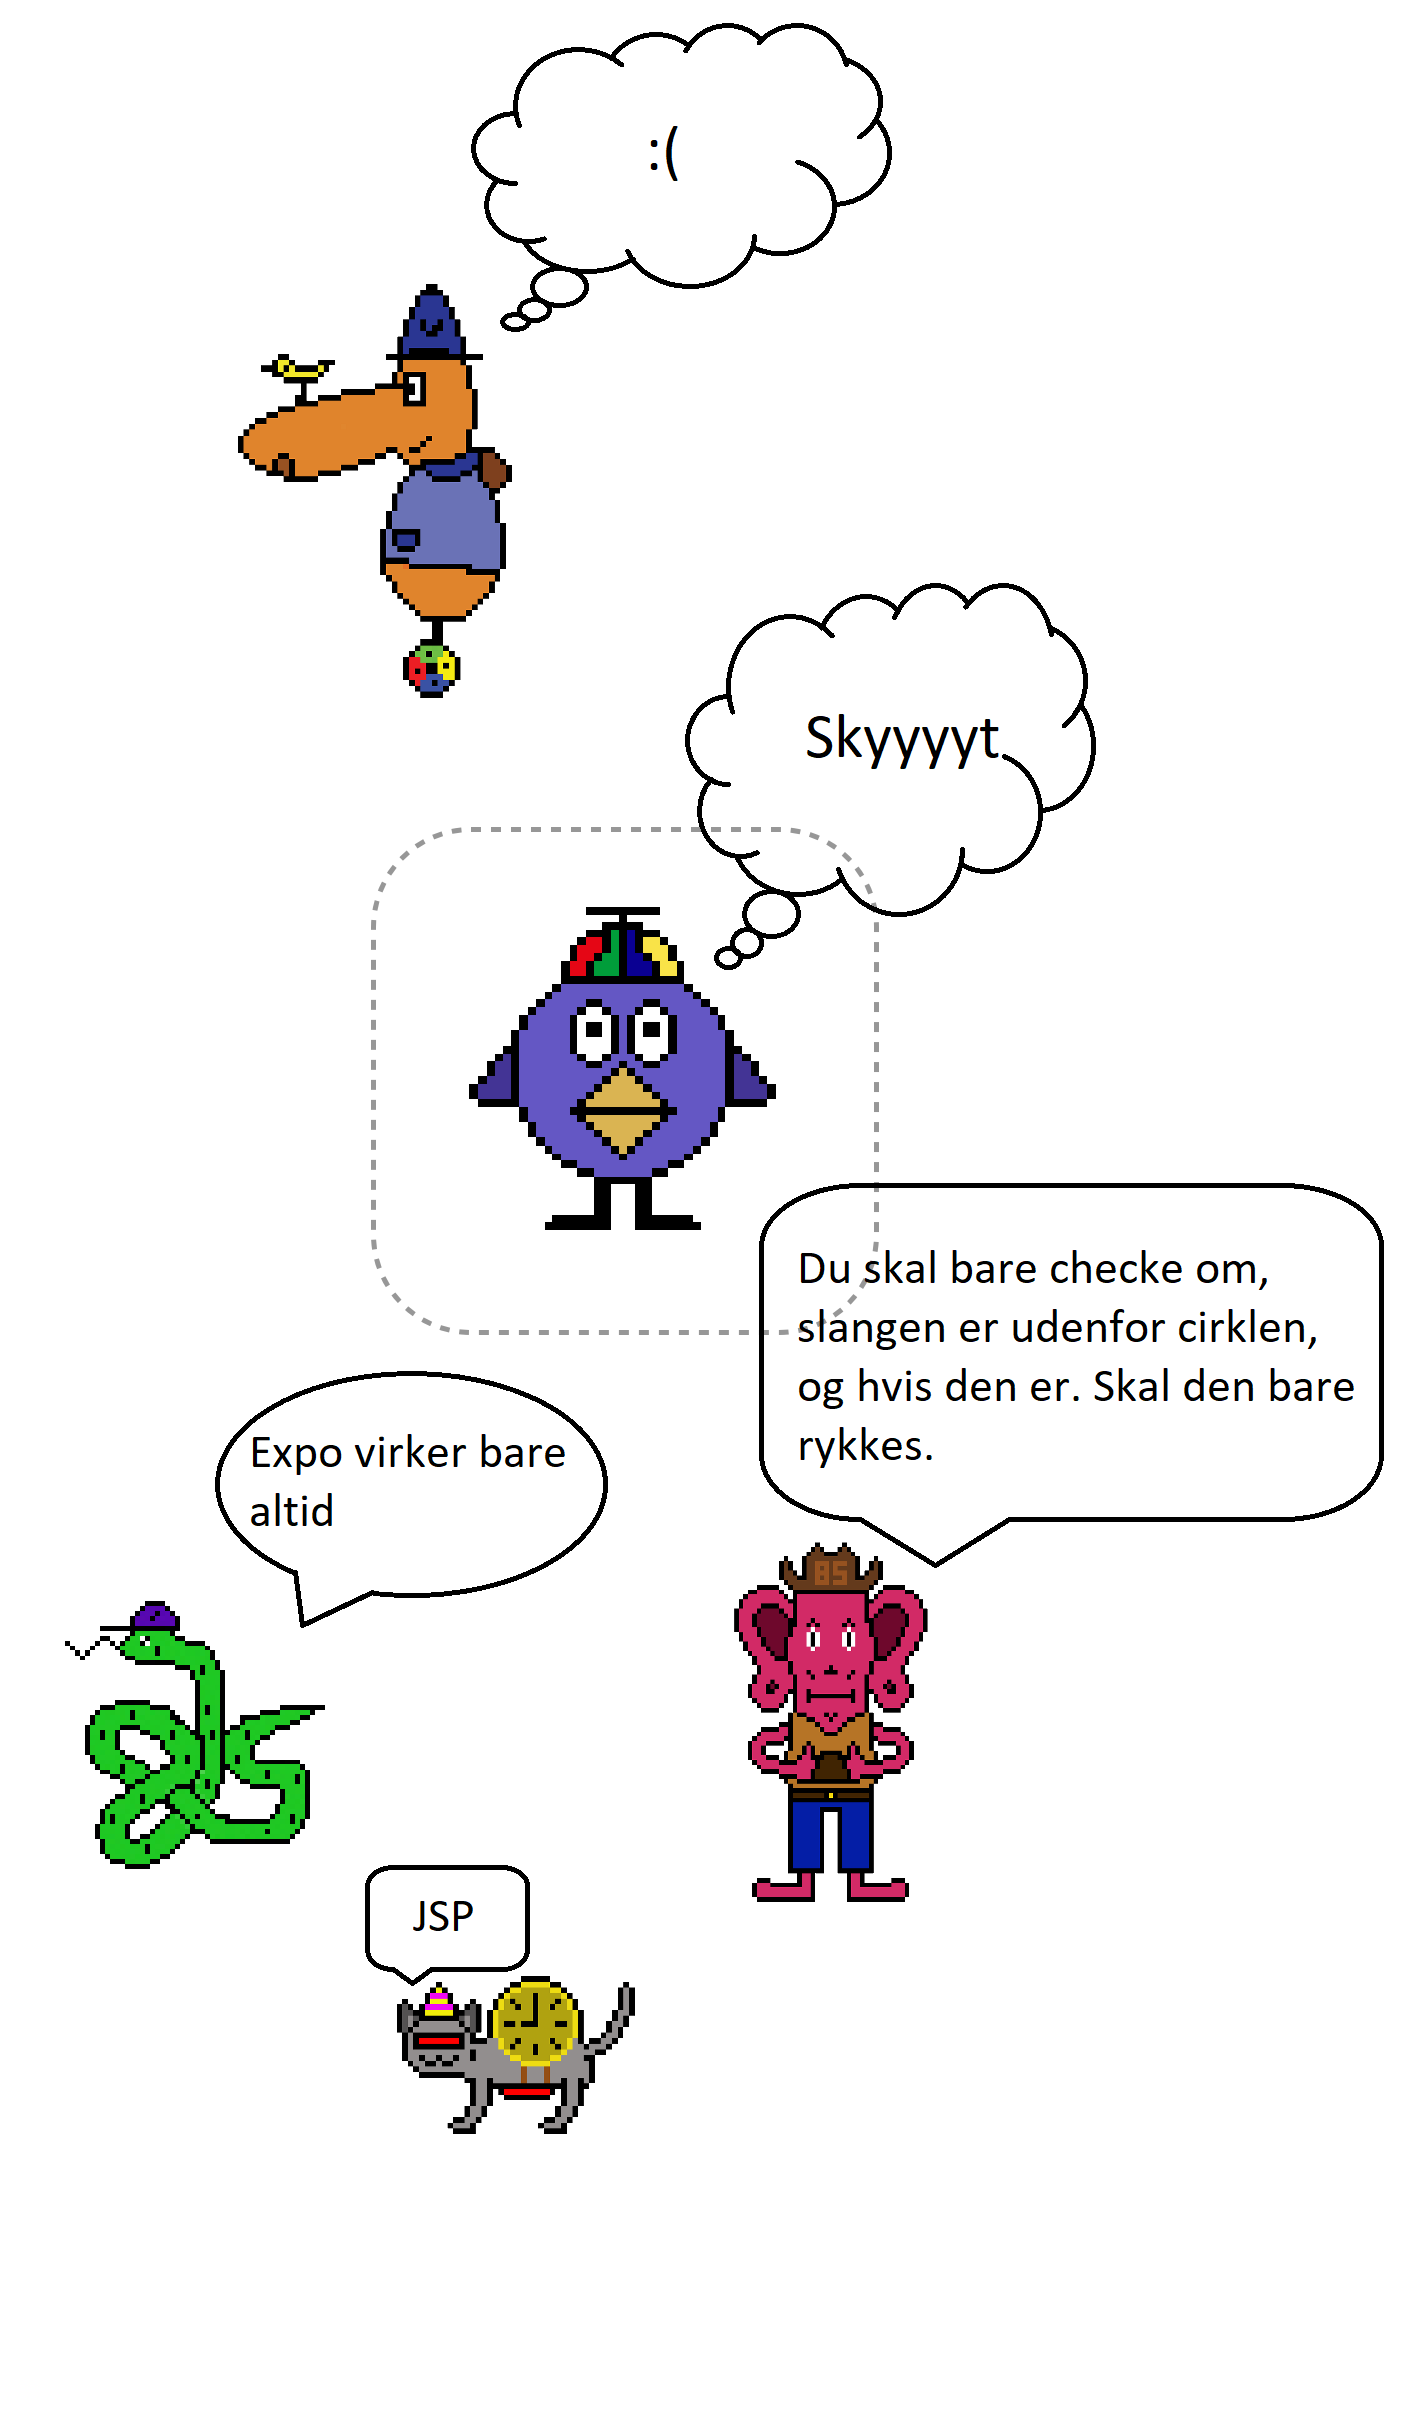 :(
Skyyyyt
Du skal bare checke om,
slangen er udenfor cirklen,
og hvis den er. Skal den bare
rykkes.
Expo virker bare
altid
85
JSP